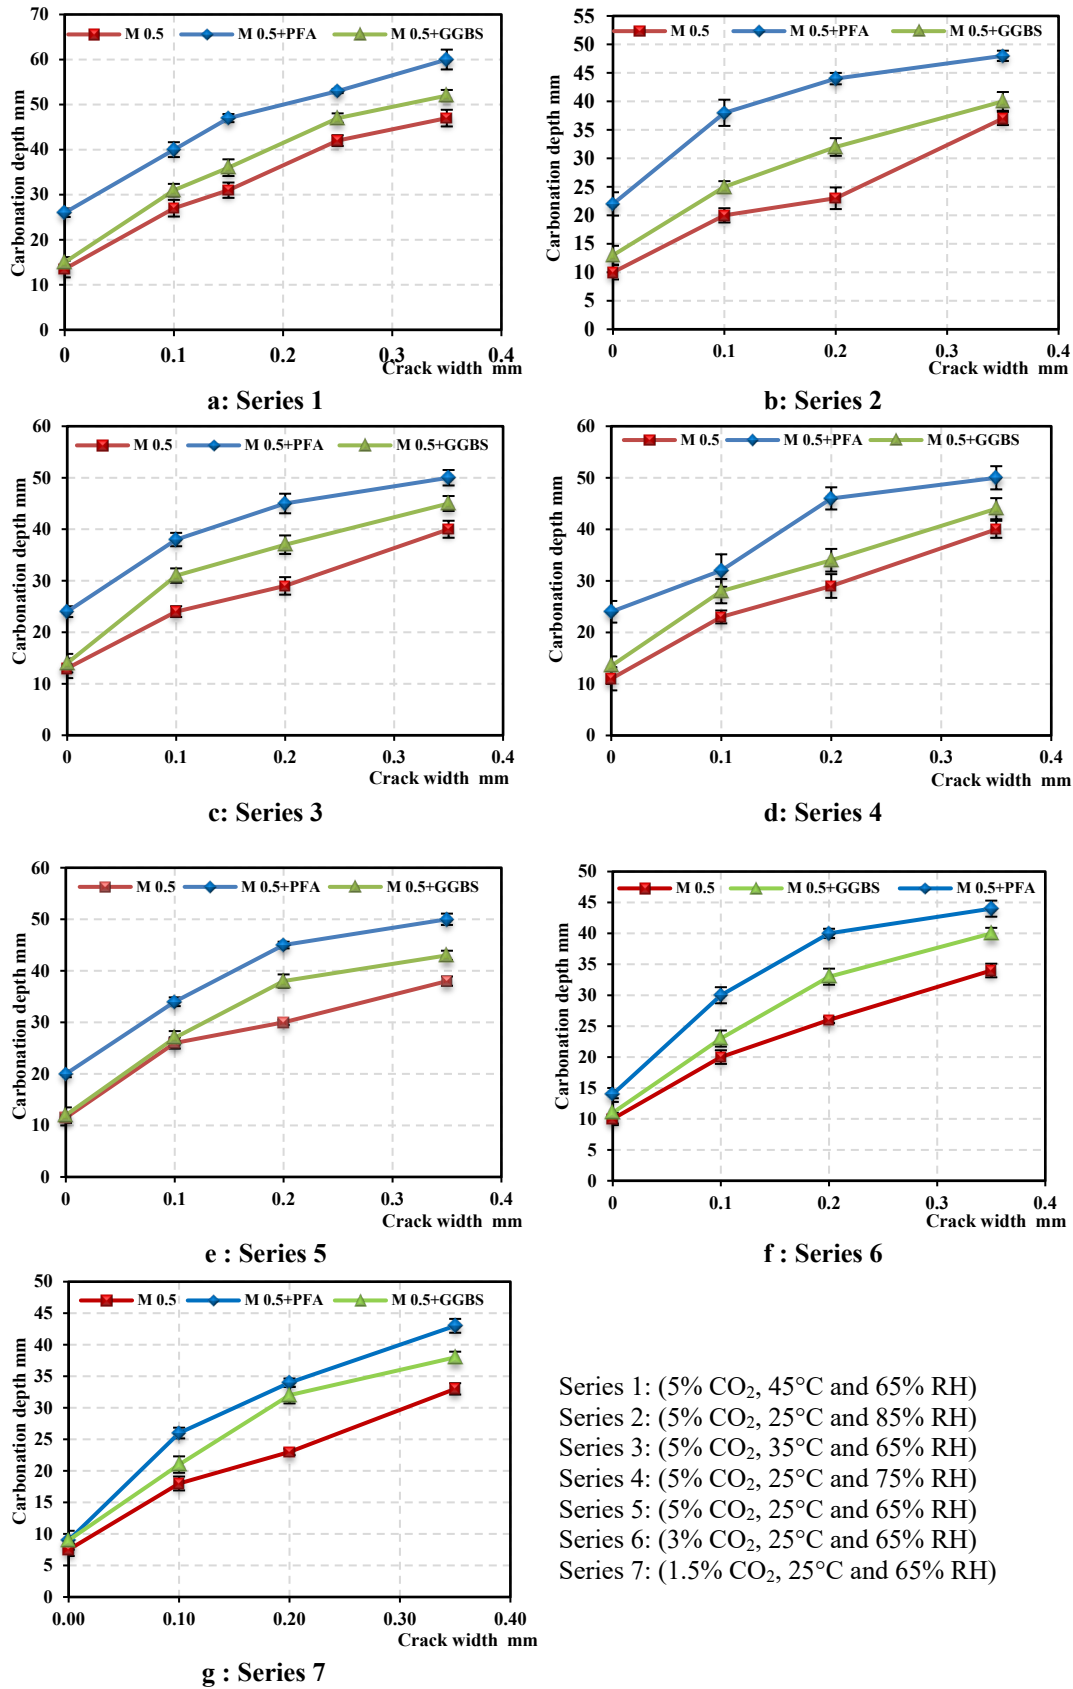 M 0.5 M 0.5+PFA M 0.5+GGBS
Carbonation depth mm
70
60
50
40
30
20
10
0
0 0.1 0.2 0.3 0.4
Crack width mm
a: Series 1
M 0.5 M 0.5+PFA M 0.5+GGBS
Carbonation depth mm
55
50
45
40
35
30
25
20
15
10
5
0
0 0.1 0.2 0.3 0.4
Crack width mm
b: Series 2
M 0.5 M 0.5+PFA M 0.5+GGBS
Carbonation depth mm
60
50
40
30
20
10
0
0 0.1 0.2 0.3 0.4
Crack width mm
c: Series 3
M 0.5 M 0.5+PFA M 0.5+GGBS
Carbonation depth mm
60
50
40
30
20
10
0
0 0.1 0.2 0.3 0.4
Crack width mm
d: Series 4
M 0.5 M 0.5+PFA M 0.5+GGBS
Carbonation depth mm
60
50
40
30
20
10
0
0 0.1 0.2 0.3 0.4
Crack width mm
e : Series 5
M 0.5 M 0.5+GGBS M 0.5+PFA
Carbonation depth mm
50
45
40
35
30
25
20
15
10
5
0
0 0.1 0.2 0.3 0.4
Crack width mm
f : Series 6
M 0.5 M 0.5+PFA M 0.5+GGBS
Carbonation depth mm
50
45
40
35
30
25
20
15
10
5
0
0.00 0.10 0.20 0.30 0.40
Crack width mm
g : Series 7
Series 1: (5% CO₂, 45°C and 65% RH)
Series 2: (5% CO₂, 25°C and 85% RH)
Series 3: (5% CO₂, 35°C and 65% RH)
Series 4: (5% CO₂, 25°C and 75% RH)
Series 5: (5% CO₂, 25°C and 65% RH)
Series 6: (3% CO₂, 25°C and 65% RH)
Series 7: (1.5% CO₂, 25°C and 65% RH)